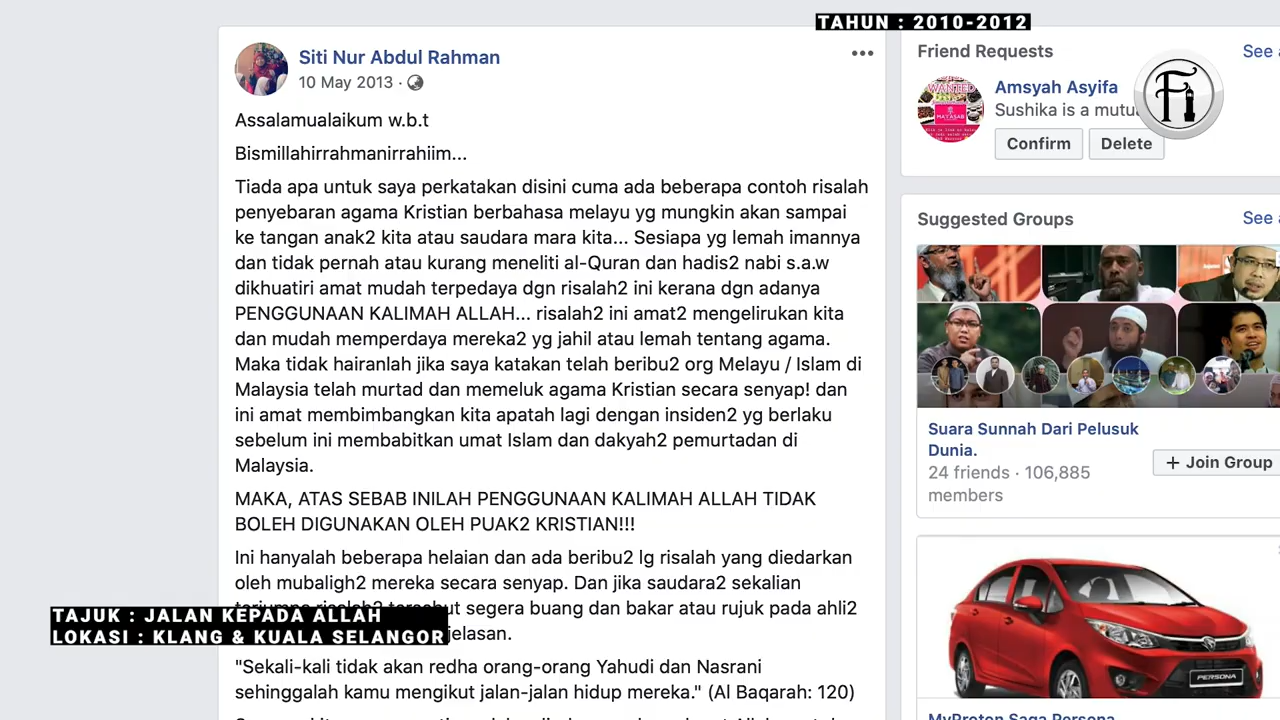 TAHUN : 2010-2012
Siti Nur Abdul Rahman
10 May 2013 ·
Assalamualaikum w.b.t
Bismillahirrahmanirrahiim...
Tiada apa untuk saya perkatakan disini cuma ada beberapa contoh risalah
penyebaran agama Kristian berbahasa melayu yg mungkin akan sampai
ke tangan anak2 kita atau saudara mara kita... Sesiapa yg lemah imannya
dan tidak pernah atau kurang meneliti al-Quran dan hadis2 nabi s.a.w
dikhuatiri amat mudah terpedaya dgn risalah2 ini kerana dgn adanya
PENGGUNAAN KALIMAH ALLAH... risalah2 ini amat2 mengelirukan kita
dan mudah memperdaya mereka2 yg jahil atau lemah tentang agama.
Maka tidak hairanlah jika saya katakan telah beribu2 org Melayu / Islam di
Malaysia telah murtad dan memeluk agama Kristian secara senyap! dan
ini amat membimbangkan kita apatah lagi dengan insiden2 yg berlaku
sebelum ini membabitkan umat Islam dan dakyah2 pemurtadan di
Malaysia.
MAKA, ATAS SEBAB INILAH PENGGUNAAN KALIMAH ALLAH TIDAK
BOLEH DIGUNAKAN OLEH PUAK2 KRISTIAN!!!
Ini hanyalah beberapa helaian dan ada beribu2 lg risalah yang diedarkan
oleh mubaligh2 mereka secara senyap. Dan jika saudara2 sekalian
segera buang dan bakar atau rujuk pada ahli2
jelasan.
"Sekali-kali tidak akan redha orang-orang Yahudi dan Nasrani
sehinggalah kamu mengikut jalan-jalan hidup mereka." (Al Baqarah: 120)
TAJUK : JALAN KEPADA ALLAH
LOKASI : KLANG & KUALA SELANGOR
Friend Requests
See a
Amsyah Asyifa
Sushika is a mutu
Confirm
Delete
Suggested Groups
See a
Suara Sunnah Dari Pelusuk
Dunia.
24 friends · 106,885
members
+ Join Group
PERSONA
MyProton Saga Persona